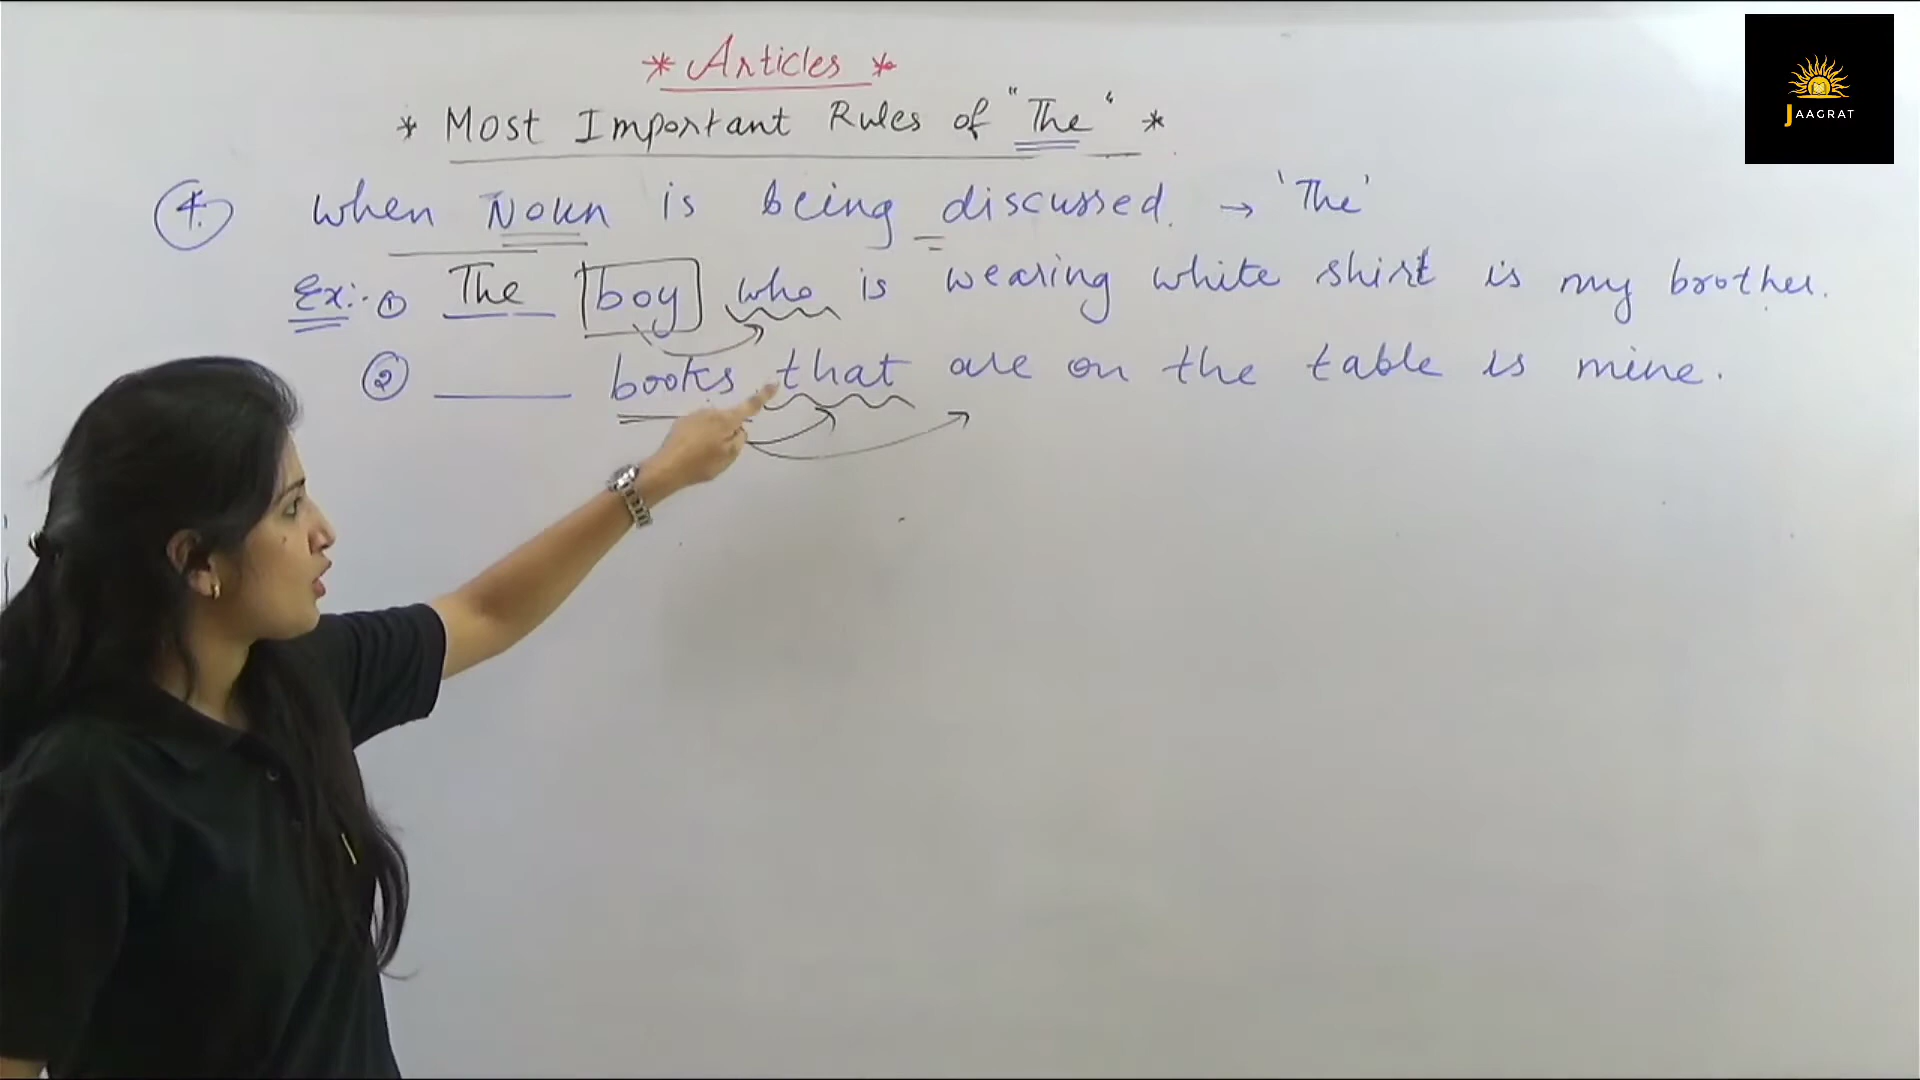 * Articles *
* Most Important Rules of "The" *
4. When Noun is being discussed. → 'The'
Ex:- ① The boy who is wearing white shirt is my brother.
② ____ books that are on the table is mine.
JAAGRAT